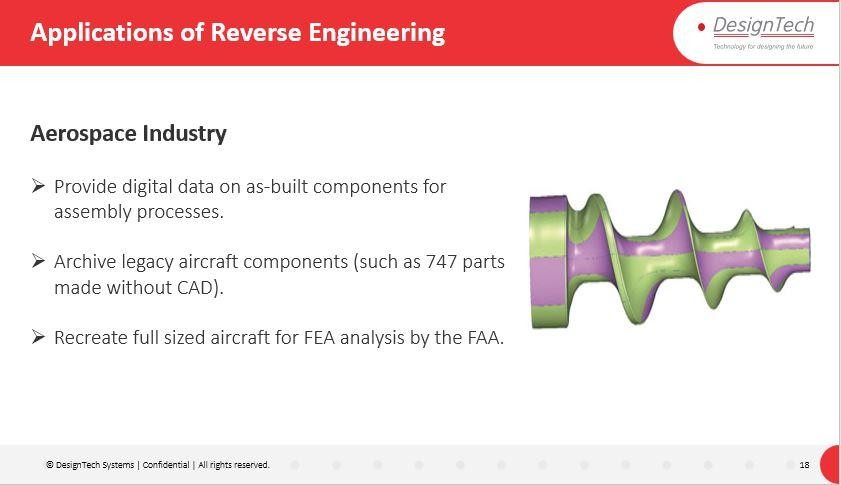 Applications of Reverse Engineering
DesignTech
Technology for designing the future
Aerospace Industry
Provide digital data on as-built components for
assembly processes.
Archive legacy aircraft components (such as 747 parts
made without CAD).
Recreate full sized aircraft for FEA analysis by the FAA.
© DesignTech Systems | Confidential | All rights reserved.
18